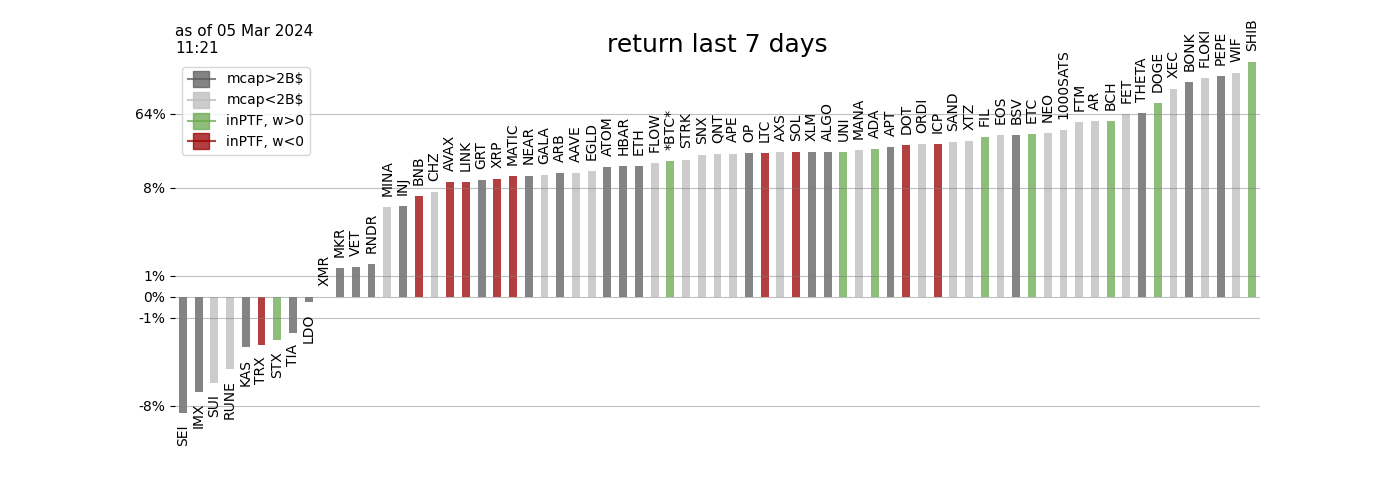 as of 05 Mar 2024
11:21
return last 7 days
mcap>2B$
mcap<2B$
inPTF, w>0
inPTF, w<0
64%
8%
1%
0%
-1%
-8%
SEI
IMX
SUI
RUNE
KAS
TRX
STX
TIA
LDO
XMR
MKR
VET
RNDR
MINA
INJ
BNB
CHZ
AVAX
LINK
GRT
XRP
MATIC
NEAR
GALA
ARB
AAVE
EGLD
ATOM
HBAR
ETH
FLOW
*BTC*
STRK
SNX
QNT
APE
OP
LTC
AXS
SOL
XLM
ALGO
UNI
MANA
ADA
APT
DOT
ORDI
ICP
SAND
XTZ
FIL
EOS
BSV
ETC
NEO
1000SATS
FTM
AR
BCH
FET
THETA
DOGE
XEC
BONK
FLOKI
PEPE
WIF
SHIB